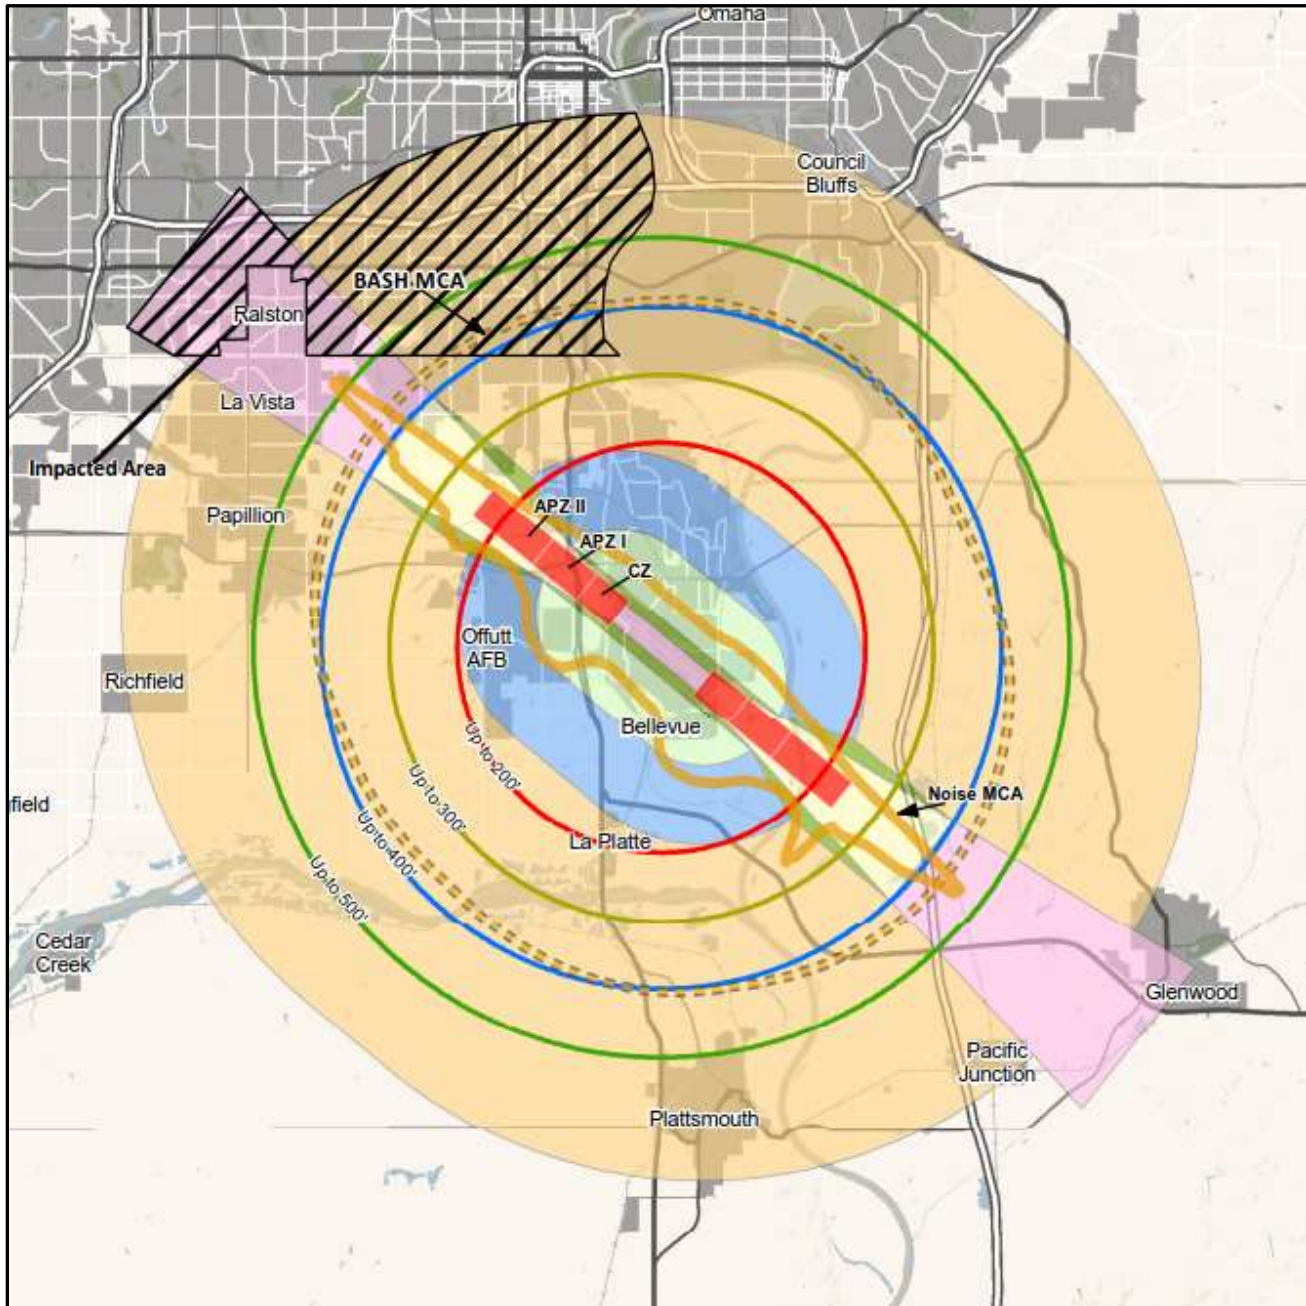 Omaha
Council
Bluffs
BASH MCA
Ralston
La Vista
Impacted Area
Papillion
APZ II
APZ I
CZ
Offutt
AFB
Richfield
Bellevue
Up to 200'
Up to 300'
Up to 400'
Up to 500'
Noise MCA
field
La Platte
Cedar
Creek
Glenwood
Pacific
Junction
Plattsmouth